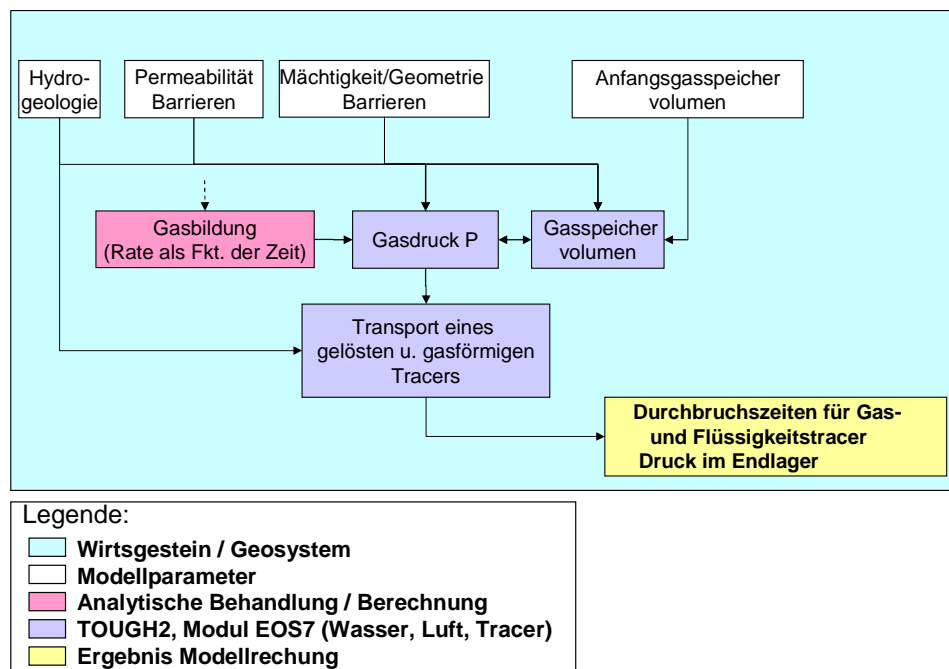 Hydro-
geologie
Permeabilität
Barrieren
Mächtigkeit/Geometrie
Barrieren
Anfangsgasspeicher
volumen
Gasbildung
(Rate als Fkt. der Zeit)
Gasdruck P
Gasspeicher
volumen
Transport eines
gelösten u. gasförmigen
Tracers
Durchbruchszeiten für Gas-
und Flüssigkeitstracer
Druck im Endlager
Legende:
Wirtsgestein / Geosystem
Modellparameter
Analytische Behandlung / Berechnung
TOUGH2, Modul EOS7 (Wasser, Luft, Tracer)
Ergebnis Modellrechung